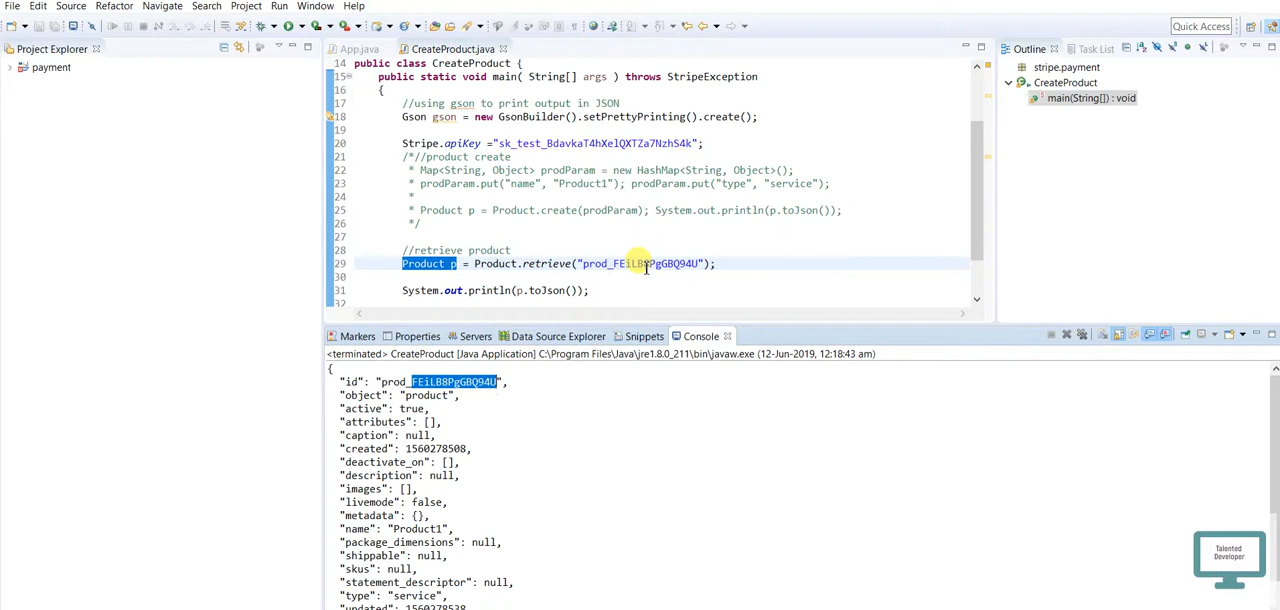 File Edit Source Refactor Navigate Search Project Run Window Help
Quick Access
Project Explorer
payment
App.java CreateProduct.java
14 public class CreateProduct {
15 public static void main( String[] args ) throws StripeException
16 {
17 //using gson to print output in JSON
18 Gson gson = new GsonBuilder().setPrettyPrinting().create();
19
20 Stripe.apiKey ="sk_test_BdavkaT4hXelQXTZa7NzhS4k";
21 /*//product create
22 * Map<String, Object> prodParam = new HashMap<String, Object>();
23 * prodParam.put("name", "Product1"); prodParam.put("type", "service");
24 *
25 * Product p = Product.create(prodParam); System.out.println(p.toJson());
26 */
27
28 //retrieve product
29 Product p = Product.retrieve("prod_FEiLB8PgGBQ94U");
30
31 System.out.println(p.toJson());
32
Outline Task List
stripe.payment
CreateProduct
main(String[]) : void
Markers Properties Servers Data Source Explorer Snippets Console
<terminated> CreateProduct [Java Application] C:\Program Files\Java\jre1.8.0_211\bin\javaw.exe (12-Jun-2019, 12:18:43 am)
{
"id": "prod_FEiLB8PgGBQ94U",
"object": "product",
"active": true,
"attributes": [],
"caption": null,
"created": 1560278508,
"deactivate_on": [],
"description": null,
"images": [],
"livemode": false,
"metadata": {},
"name": "Product1",
"package_dimensions": null,
"shippable": null,
"skus": null,
"statement_descriptor": null,
"type": "service",
"updated": 1560278538
Talented
Developer